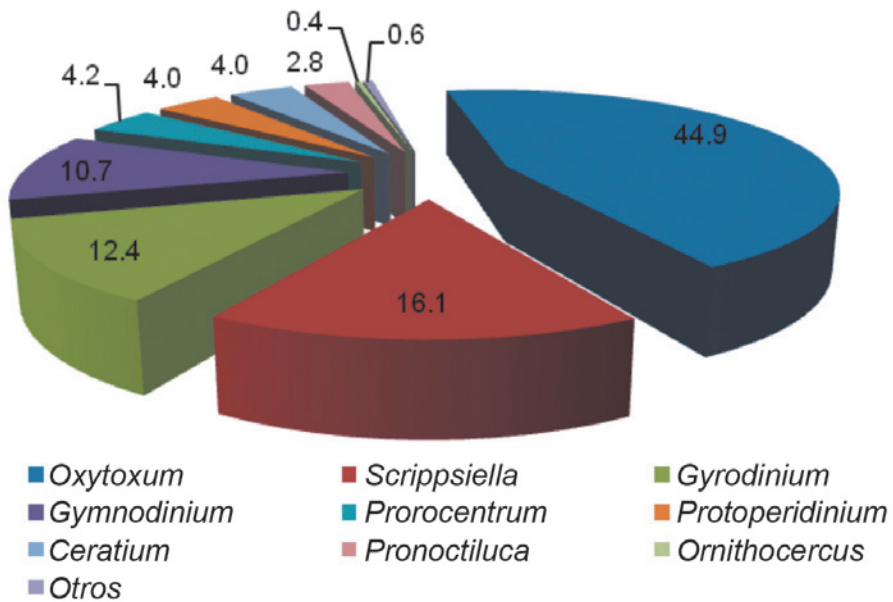 0.4
0.6
4.2
4.0
4.0
2.8
44.9
10.7
12.4
16.1
Oxytoxum
Scrippsiella
Gyrodinium
Gymnodinium
Prorocentrum
Protoperidinium
Ceratium
Pronoctiluca
Ornithocercus
Otros